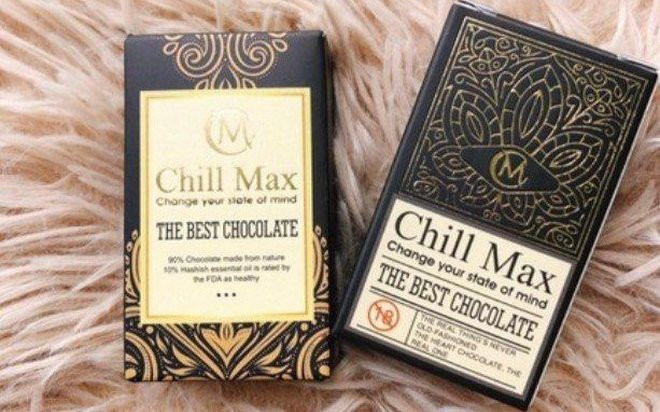 M
Chill Max
Change your state of mind
THE BEST CHOCOLATE
90% Chocolate made from nature
10% Hashish essential oil is rated by
the FDA as healthy
M
Chill Max
Change your state of mind
THE BEST CHOCOLATE
THE REAL THING'S NEVER
OLD-FASHIONED
THE HEART CHOCOLATE, THE
REAL ONE